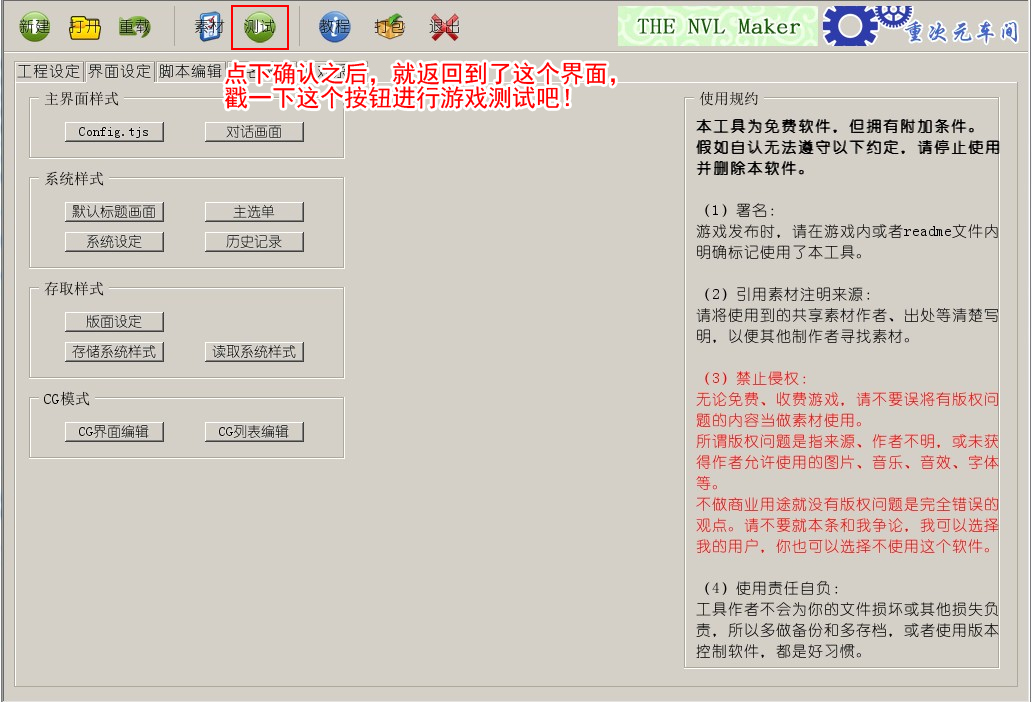 新建 打开 重载 素材 测试 教程 打包 退出
THE NVL Maker
重次元车间
工程设定 界面设定 脚本编辑
点下确认之后，就返回到了这个界面，
戳一下这个按钮进行游戏测试吧！
主界面样式
Config.tjs 对话画面
系统样式
默认标题画面 主选单
系统设定 历史记录
存取样式
版面设定
存储系统样式 读取系统样式
CG模式
CG界面编辑 CG列表编辑
使用规约
本工具为免费软件，但拥有附加条件。
假如自认无法遵守以下约定，请停止使用
并删除本软件。
（1）署名：
游戏发布时，请在游戏内或者readme文件内
明确标记使用了本工具。
（2）引用素材注明来源：
请将使用到的共享素材作者、出处等清楚写
明，以便其他制作者寻找素材。
（3）禁止侵权：
无论免费、收费游戏，请不要误将有版权问
题的内容当做素材使用。
所谓版权问题是指来源、作者不明，或未获
得作者允许使用的图片、音乐、音效、字体
等。
不做商业用途就没有版权问题是完全错误的
观点。请不要就本条和我争论，我可以选择
我的用户，你也可以选择不使用这个软件。
（4）使用责任自负：
工具作者不会为你的文件损坏或其他损失负
责，所以多做备份和多存档，或者使用版本
控制软件，都是好习惯。